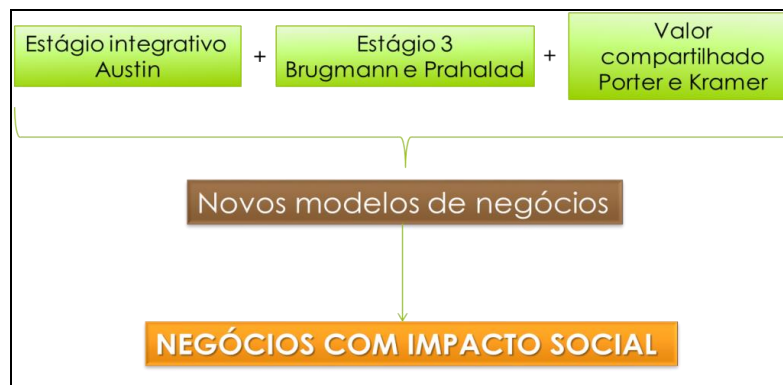 Estágio integrativo
Austin
+
Estágio 3
Brugmann e Prahalad
+
Valor
compartilhado
Porter e Kramer
Novos modelos de negócios
NEGÓCIOS COM IMPACTO SOCIAL